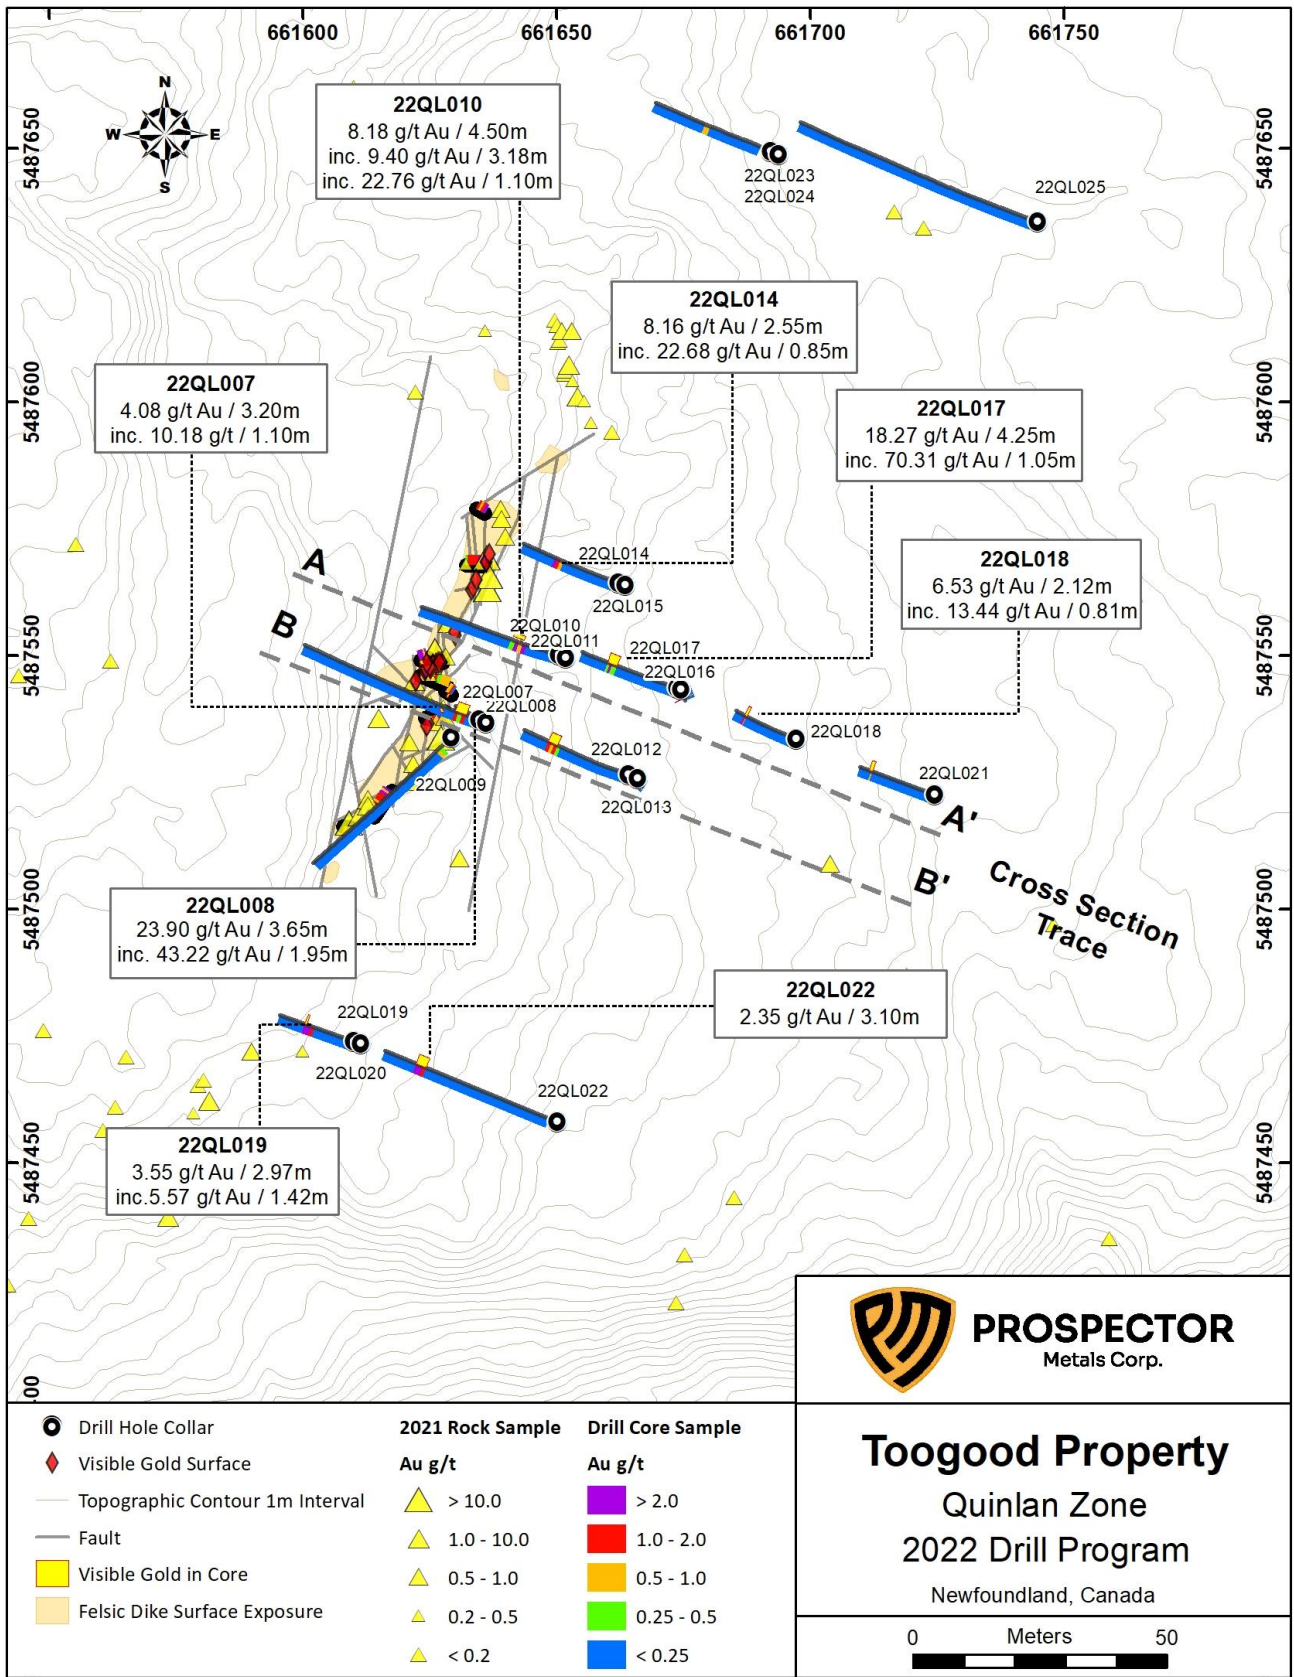 661600
661650
661700
661750
5487650
5487650
N
W
E
S
22QL010
8.18 g/t Au / 4.50m
inc. 9.40 g/t Au / 3.18m
inc. 22.76 g/t Au / 1.10m
22QL023
22QL024
22QL025
22QL014
8.16 g/t Au / 2.55m
inc. 22.68 g/t Au / 0.85m
22QL007
4.08 g/t Au / 3.20m
inc. 10.18 g/t / 1.10m
5487600
5487600
22QL017
18.27 g/t Au / 4.25m
inc. 70.31 g/t Au / 1.05m
22QL018
6.53 g/t Au / 2.12m
inc. 13.44 g/t Au / 0.81m
A
B
22QL014
22QL015
22QL010
22QL011
22QL017
22QL016
5487550
5487550
22QL007
22QL008
22QL012
22QL013
22QL018
22QL009
22QL021
A'
B'
Cross Section
Trace
5487500
5487500
22QL008
23.90 g/t Au / 3.65m
inc. 43.22 g/t Au / 1.95m
22QL022
2.35 g/t Au / 3.10m
22QL019
22QL020
22QL022
22QL019
3.55 g/t Au / 2.97m
inc.5.57 g/t Au / 1.42m
5487450
5487450
00
PROSPECTOR
Metals Corp.
Drill Hole Collar
Visible Gold Surface
Topographic Contour 1m Interval
Fault
Visible Gold in Core
Felsic Dike Surface Exposure
2021 Rock Sample
Au g/t
> 10.0
1.0 - 10.0
0.5 - 1.0
0.2 - 0.5
< 0.2
Drill Core Sample
Au g/t
> 2.0
1.0 - 2.0
0.5 - 1.0
0.25 - 0.5
< 0.25
Toogood Property
Quinlan Zone
2022 Drill Program
Newfoundland, Canada
0 Meters 50